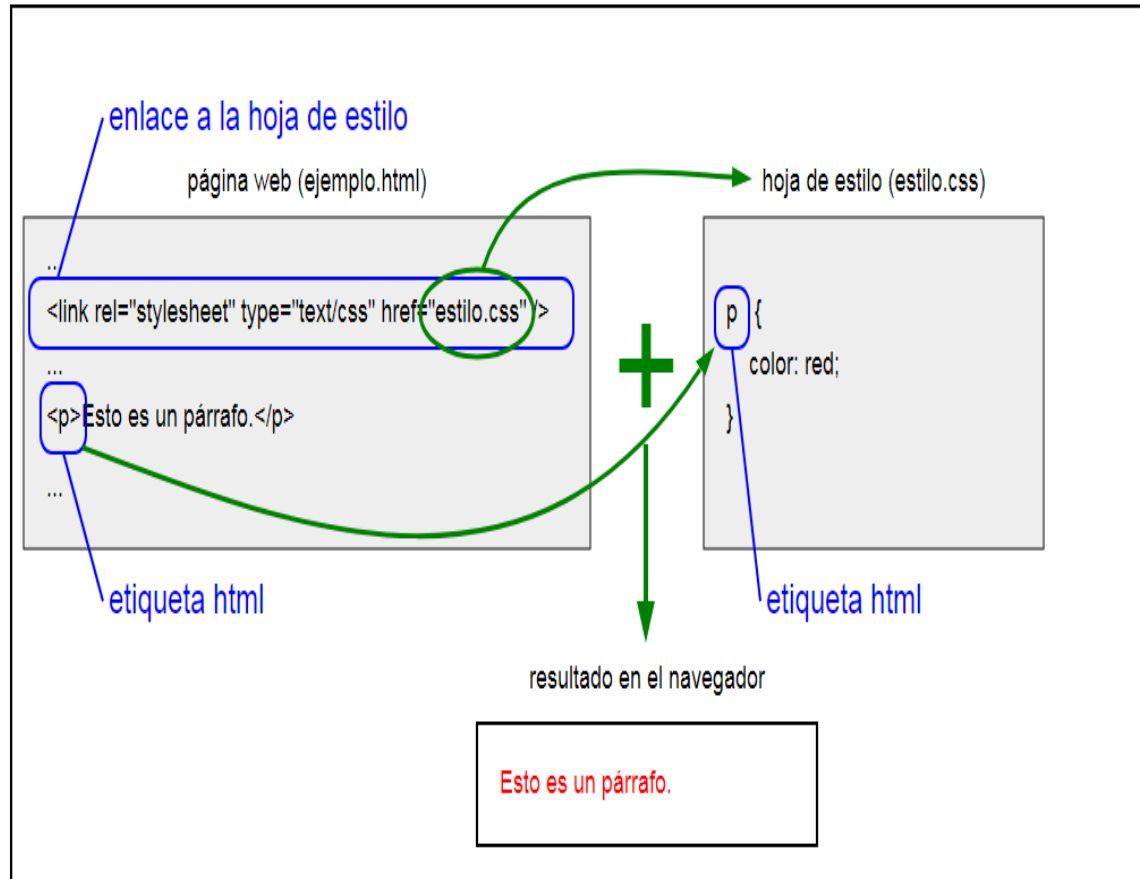 enlace a la hoja de estilo
página web (ejemplo.html)
...
<link rel="stylesheet" type="text/css" href="estilo.css" />
...
<p>Esto es un párrafo.</p>
...
etiqueta html
hoja de estilo (estilo.css)
p {
color: red;
}
etiqueta html
+
resultado en el navegador
Esto es un párrafo.